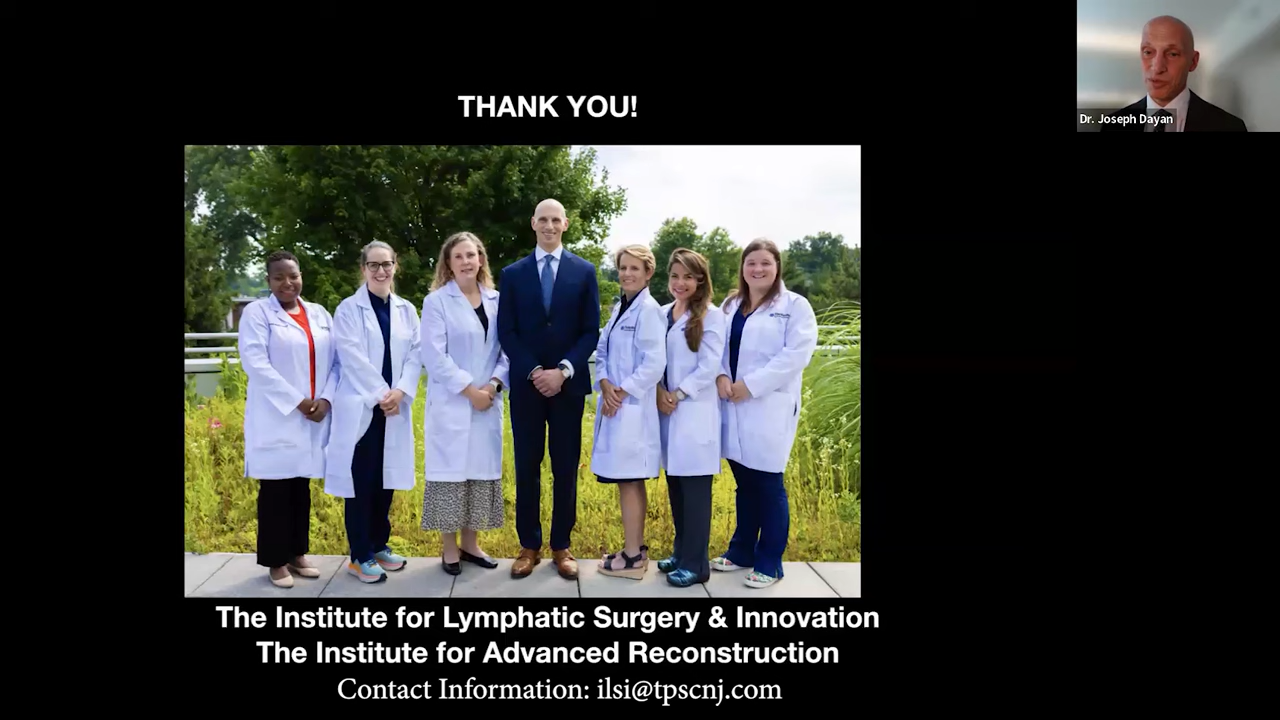 THANK YOU!
Dr. Joseph Dayan
The Institute for Lymphatic Surgery & Innovation
The Institute for Advanced Reconstruction
Contact Information: ilsi@tpscnj.com